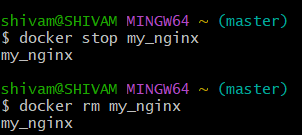 shivam@SHIVAM MINGW64 ~ (master)
$ docker stop my_nginx
my_nginx
shivam@SHIVAM MINGW64 ~ (master)
$ docker rm my_nginx
my_nginx